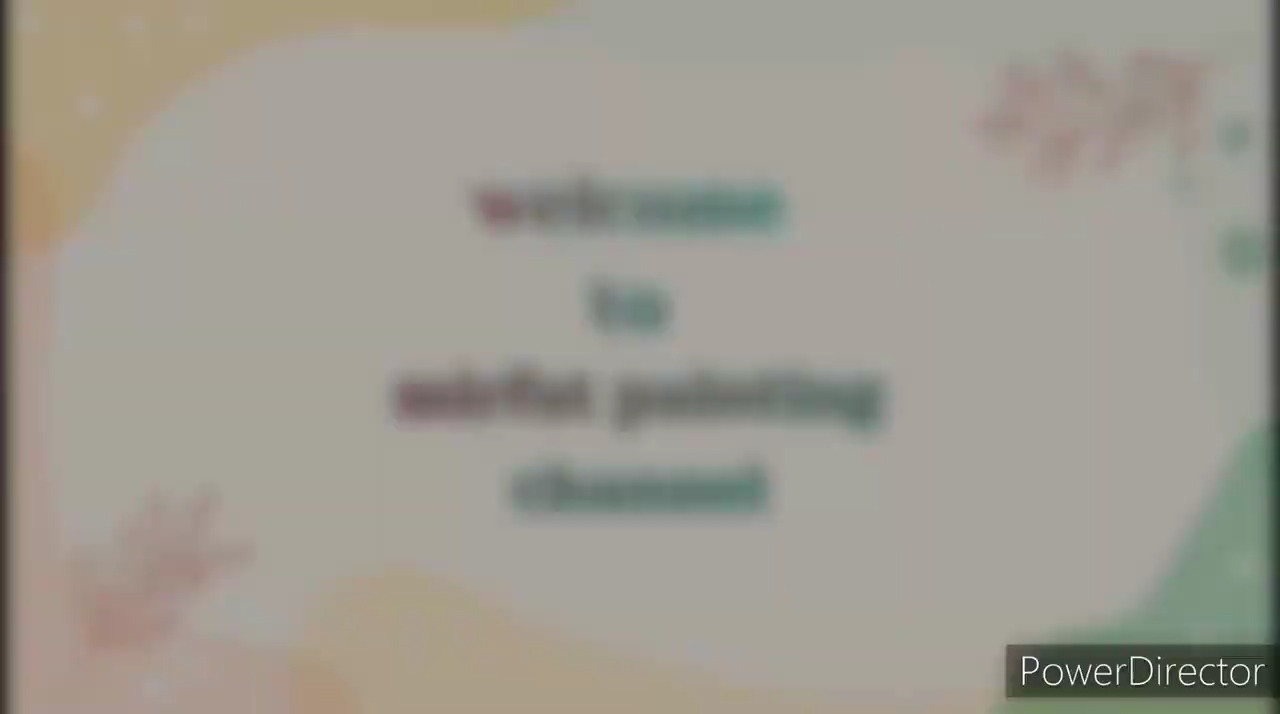 welcome
to
painting
channel
PowerDirector